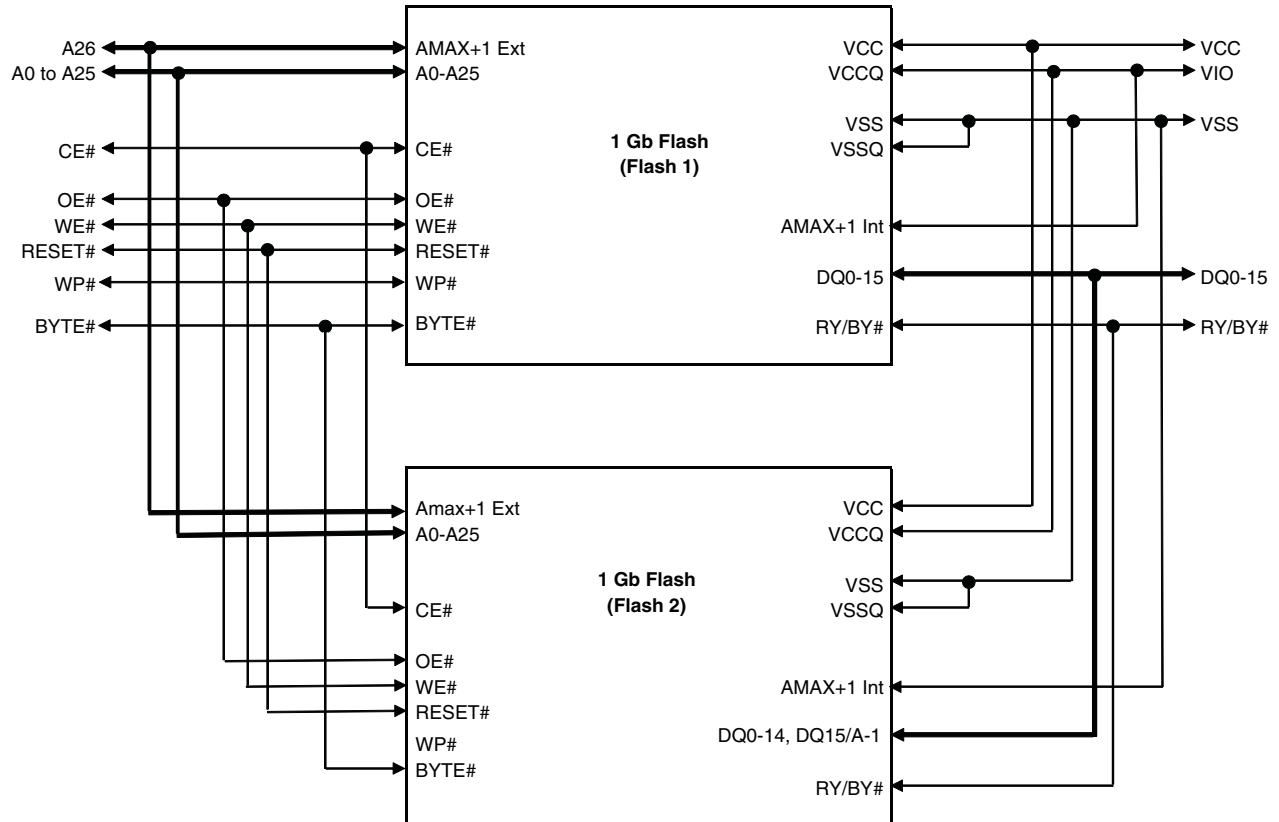 A26
A0 to A25
CE#
OE#
WE#
RESET#
WP#
BYTE#
AMAX+1 Ext
A0-A25
CE#
OE#
WE#
RESET#
WP#
BYTE#
1 Gb Flash
(Flash 1)
VCC
VCCQ
VSS
VSSQ
AMAX+1 Int
DQ0-15
RY/BY#
VCC
VIO
VSS
DQ0-15
RY/BY#
Amax+1 Ext
A0-A25
CE#
OE#
WE#
RESET#
WP#
BYTE#
1 Gb Flash
(Flash 2)
VCC
VCCQ
VSS
VSSQ
AMAX+1 Int
DQ0-14, DQ15/A-1
RY/BY#